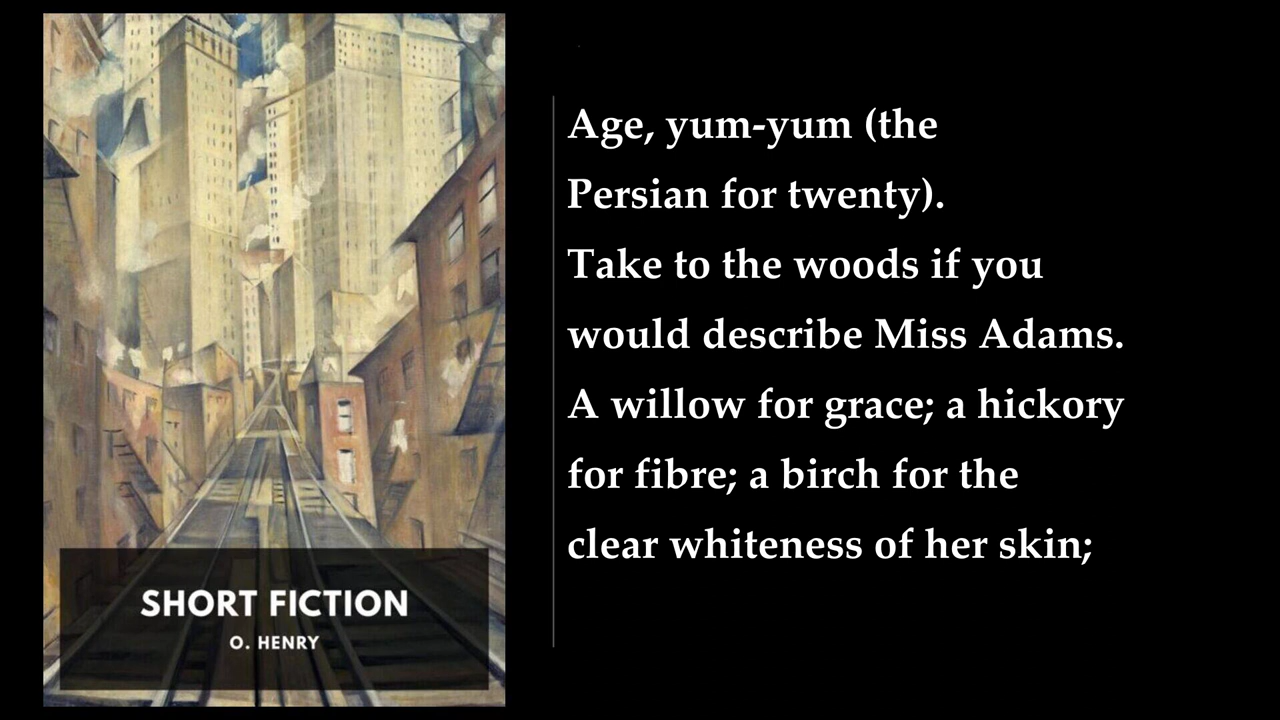 SHORT FICTION
O. HENRY
Age, yum-yum (the
Persian for twenty).
Take to the woods if you
would describe Miss Adams.
A willow for grace; a hickory
for fibre; a birch for the
clear whiteness of her skin;